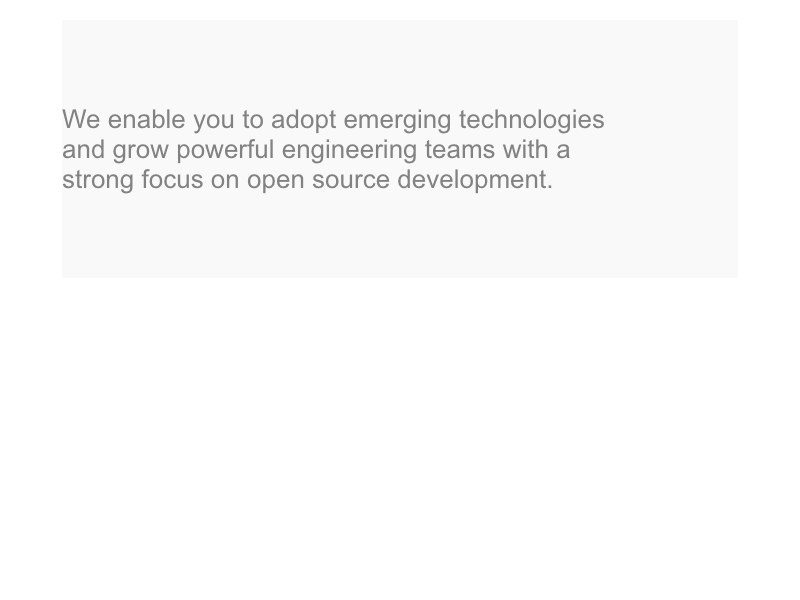 We enable you to adopt emerging technologies
and grow powerful engineering teams with a
strong focus on open source development.